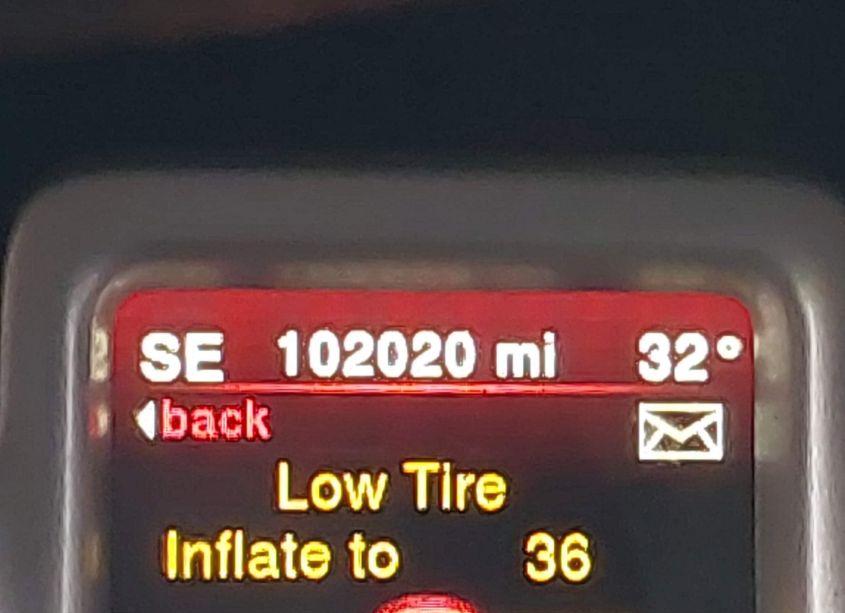 SE 102020 mi 32°
back
Low Tire
Inflate to 36